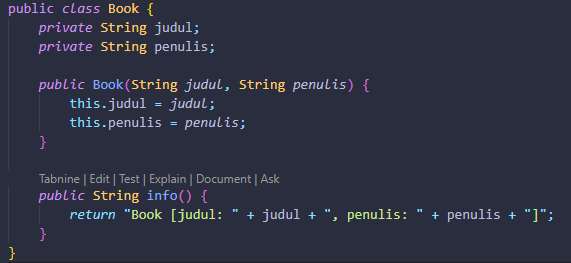 public class Book {
private String judul;
private String penulis;
public Book(String judul, String penulis) {
this.judul = judul;
this.penulis = penulis;
}
Tabnine | Edit | Test | Explain | Document | Ask
public String info() {
return "Book [judul: " + judul + ", penulis: " + penulis + "]";
}
}